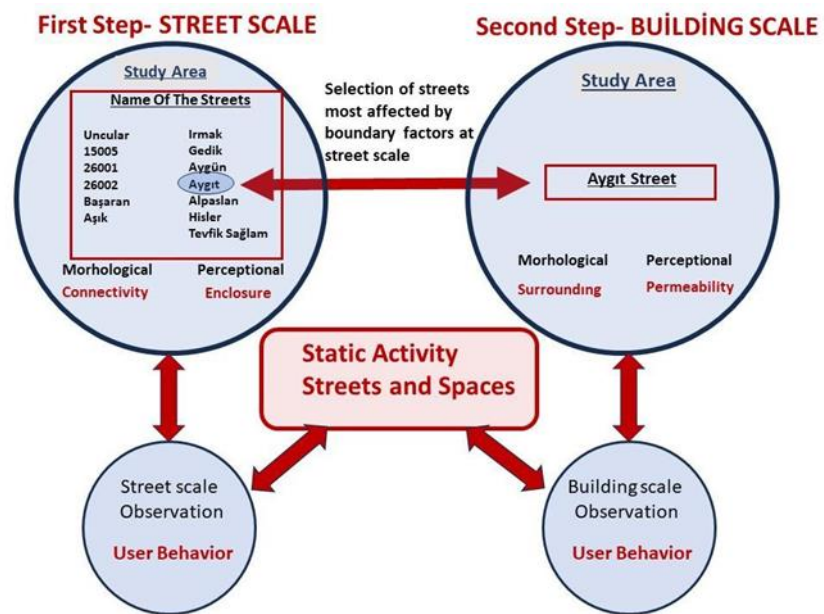 First Step- STREET SCALE
Study Area
Name Of The Streets
Uncular
15005
26001
26002
Başaran
Aşık
Irmak
Gedik
Aygün
Aygıt
Alpaslan
Hisler
Tevfik Sağlam
Morhological
Connectivity
Perceptional
Enclosure
Selection of streets
most affected by
boundary factors at
street scale
Second Step- BUİLDİNG SCALE
Study Area
Aygıt Street
Morhological
Surroundıng
Perceptional
Permeability
Static Activity
Streets and Spaces
Street scale
Observation
User Behavior
Building scale
Observation
User Behavior